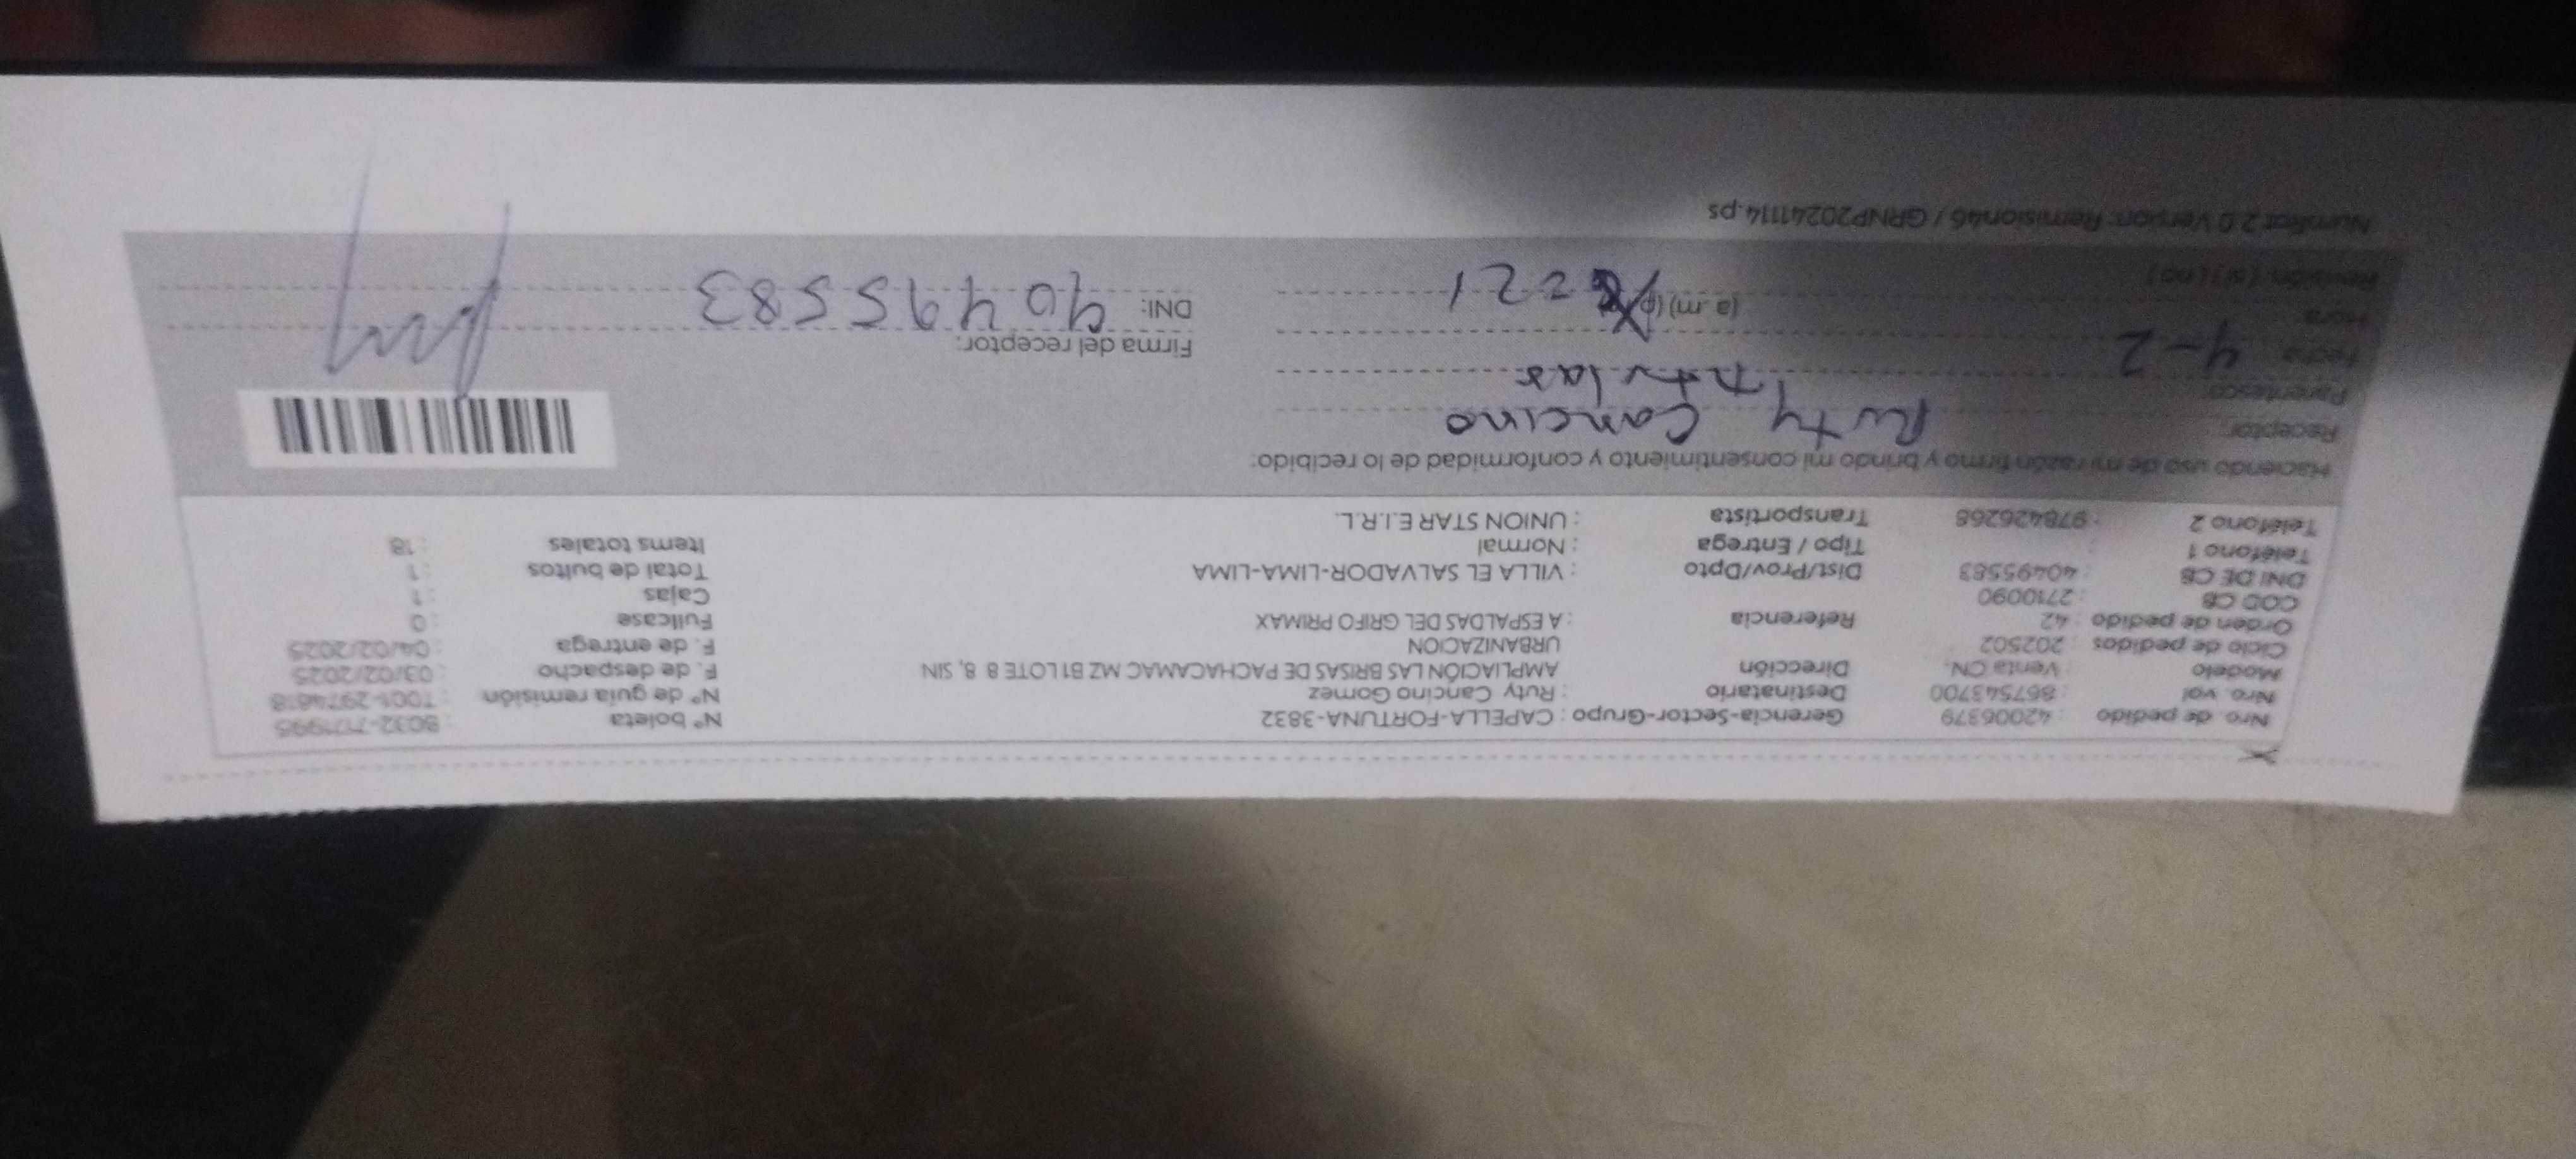 Nro. de pedido : 42006379 Gerencia-Sector-Grupo : CAPELLA-FORTUNA-3832 N° boleta : B032-7171995
Nro. vol : 867543700 Destinatario : Ruty Cancino Gomez N° de guia remisión : T001-2974818
Modelo : Venta CN. Dirección AMPLIACIÓN LAS BRISAS DE PACHACAMAC MZ B1 LOTE 8 8, SIN F. de despacho : 03/02/2025
Ciclo de pedidos : 202502 URBANIZACION F. de entrega : 04/02/2025
Orden de pedido : 42 Referencia : A ESPALDAS DEL GRIFO PRIMAX Fullcase : 0
COD CB : 2710090 Cajas : 1
DNI DE CB : 40495583 Dist/Prov/Dpto : VILLA EL SALVADOR-LIMA-LIMA Total de bultos : 1
Teléfono 1 : Tipo / Entrega : Normal Items totales : 18
Teléfono 2 : 978426268 Transportista : UNION STAR E.I.R.L.
Haciendo uso de mi razón firmo y brindo mi consentimiento y conformidad de lo recibido:
Receptor: Ruty Cancino
Parentesco: titular
Fecha 4-2 Firma del receptor:
Hora (a .m) DNI: 40495583
2.0 Version: Remision46 / GRNP20241114.ps